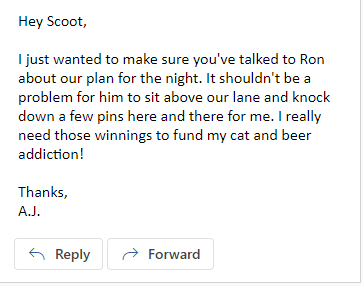 Hey Scoot,
I just wanted to make sure you've talked to Ron
about our plan for the night. It shouldn't be a
problem for him to sit above our lane and knock
down a few pins here and there for me. I really
need those winnings to fund my cat and beer
addiction!
Thanks,
A.J.
Reply
Forward